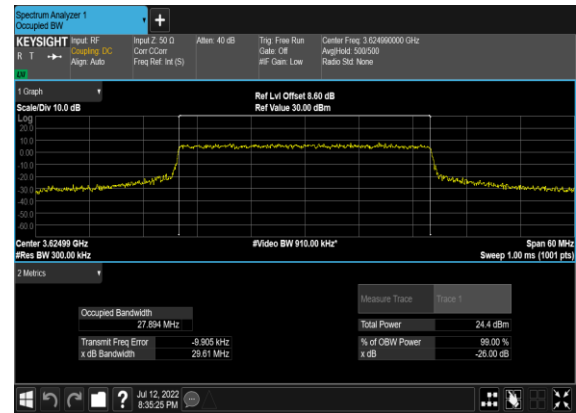 Spectrum Analyzer 1
Occupied BW
KEYSIGHT
R T
LXI
Input: RF
Coupling: DC
Align: Auto
Input Z: 50 Ω
Corr CCorr
Freq Ref: Int (S)
Atten: 40 dB
Trig: Free Run
Gate: Off
#IF Gain: Low
Center Freq: 3.624990000 GHz
Avg|Hold: 500/500
Radio Std: None
1 Graph
Scale/Div 10.0 dB
Ref Lvl Offset 8.60 dB
Ref Value 30.00 dBm
Log
20.0
10.0
0.00
-10.0
-20.0
-30.0
-40.0
-50.0
-60.0
Center 3.62499 GHz
#Res BW 300.00 kHz
#Video BW 910.00 kHz*
Span 60 MHz
Sweep 1.00 ms (1001 pts)
2 Metrics
Measure Trace Trace 1
Occupied Bandwidth
27.894 MHz
Total Power 24.4 dBm
Transmit Freq Error -9.905 kHz
x dB Bandwidth 29.61 MHz
% of OBW Power 99.00 %
x dB -26.00 dB
?
Jul 12, 2022
8:35:25 PM